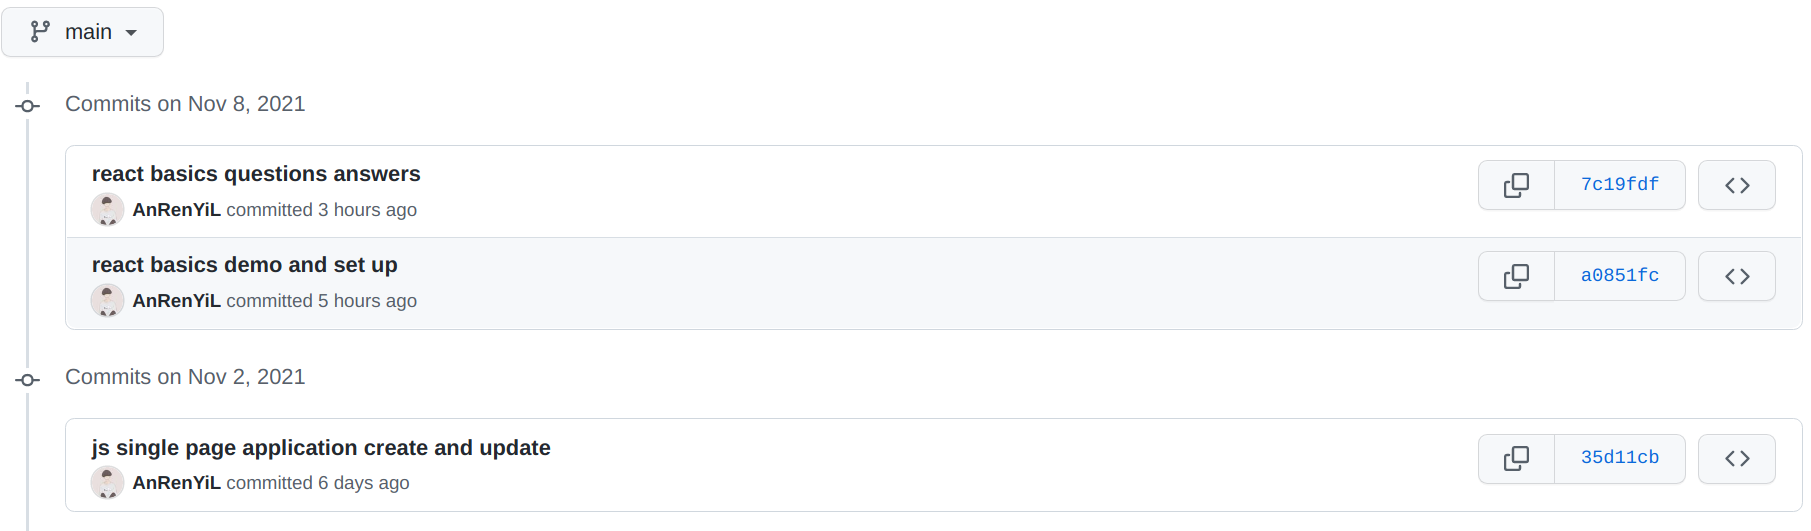 main
Commits on Nov 8, 2021
react basics questions answers
7c19fdf
AnRenYiL committed 3 hours ago
react basics demo and set up
a0851fc
AnRenYiL committed 5 hours ago
Commits on Nov 2, 2021
js single page application create and update
35d11cb
AnRenYiL committed 6 days ago